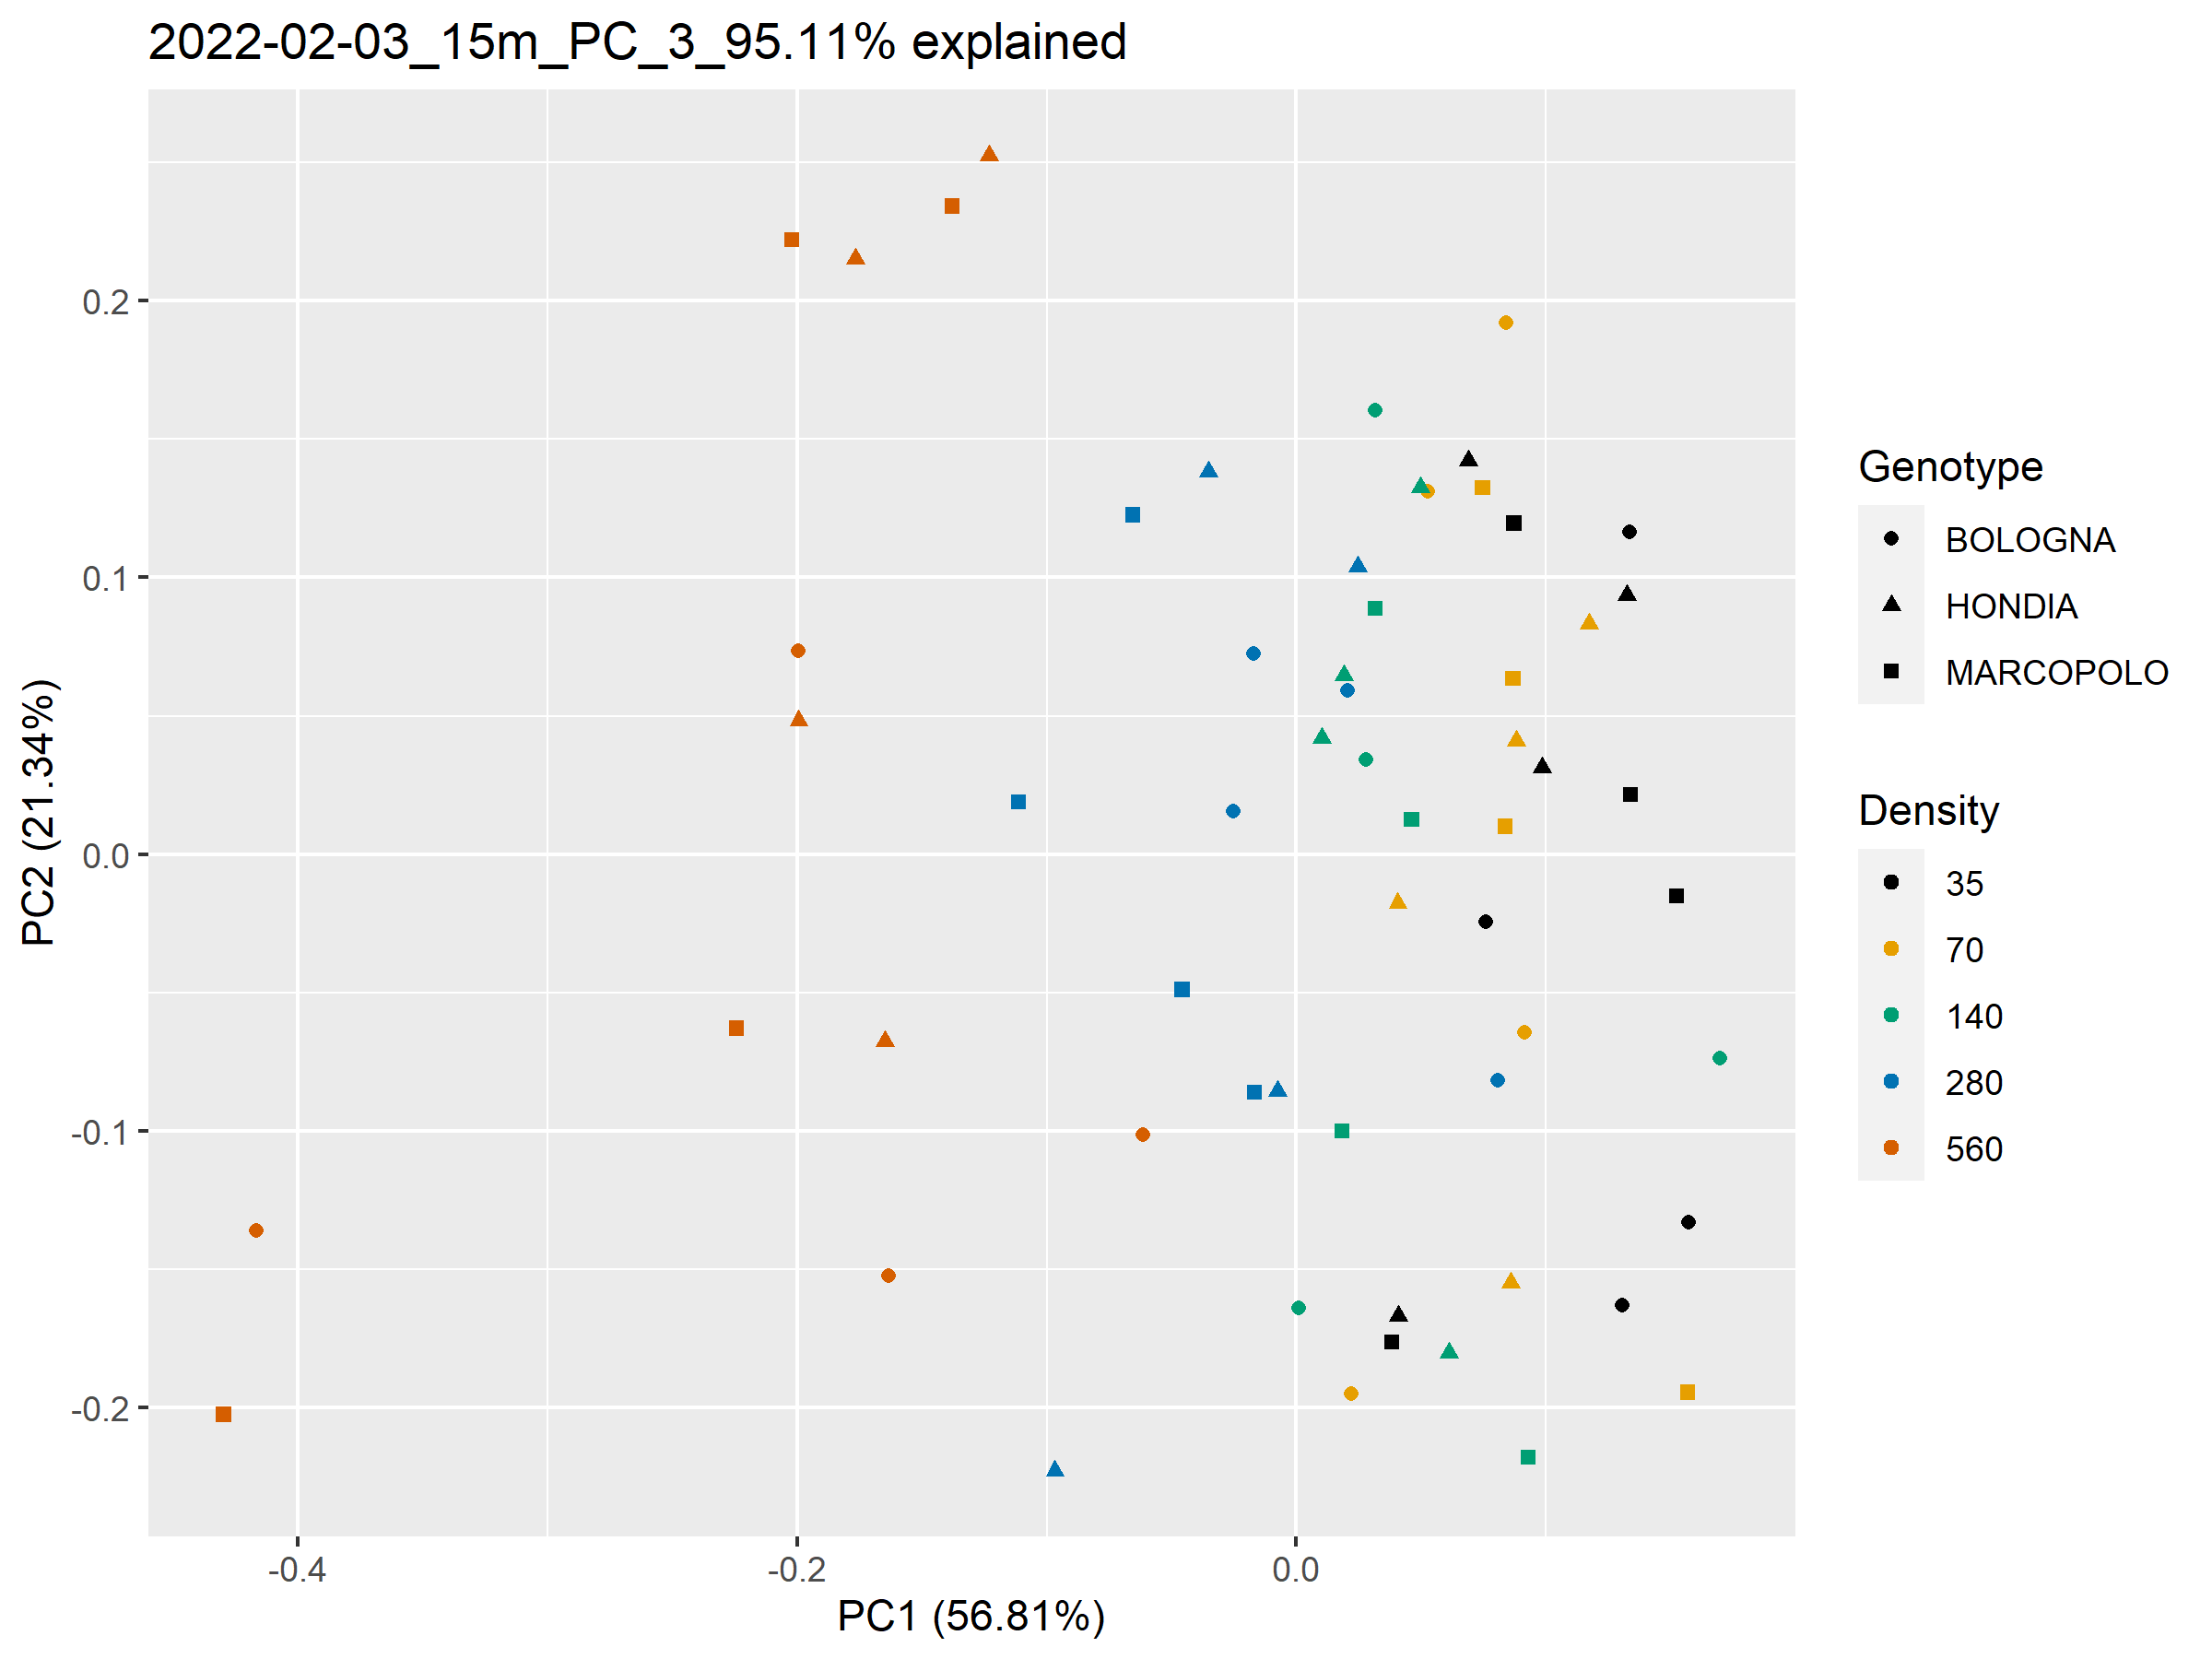 2022-02-03_15m_PC_3_95.11% explained
PC2 (21.34%)
0.2
0.1
0.0
-0.1
-0.2
-0.4
-0.2
0.0
PC1 (56.81%)
Genotype
BOLOGNA
HONDIA
MARCOPOLO
Density
35
70
140
280
560